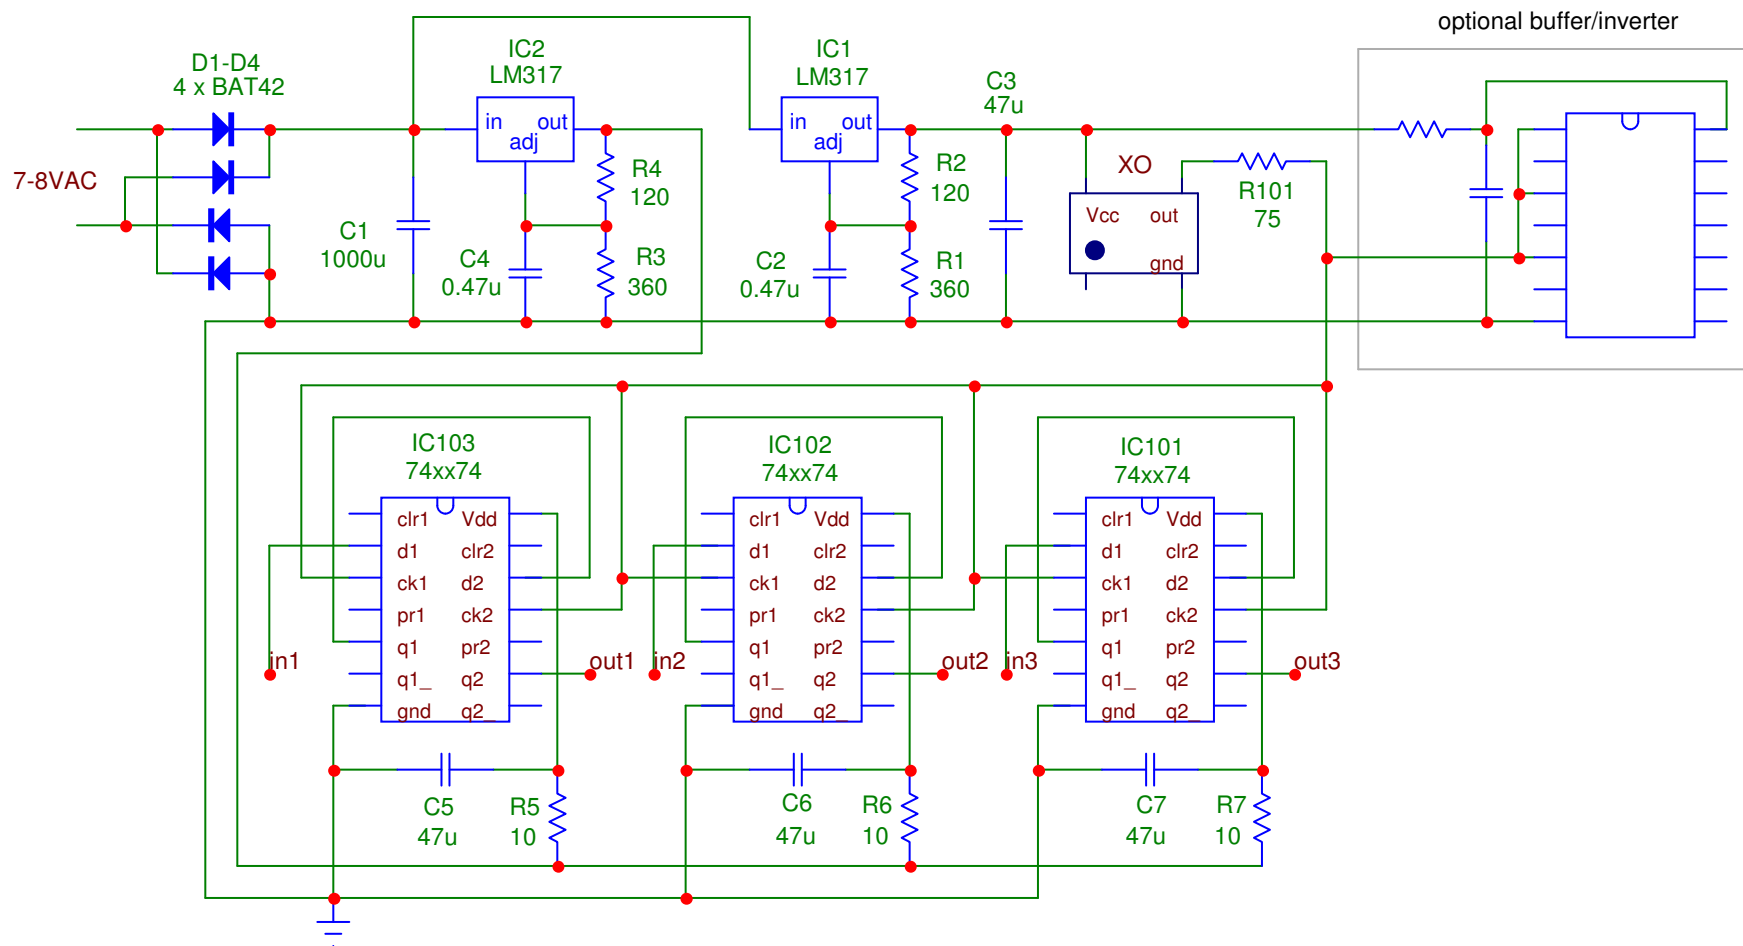 optional buffer/inverter
D1-D4
4 x BAT42
IC2
LM317
IC1
LM317
C3
47u
in
out
adj
in
out
adj
7-8VAC
R4
120
R2
120
XO
R101
75
Vcc
out
gnd
C1
1000u
C4
0.47u
R3
360
C2
0.47u
R1
360
IC103
74xx74
IC102
74xx74
IC101
74xx74
clr1
Vdd
d1
clr2
ck1
d2
pr1
ck2
q1
pr2
q1_
q2
gnd
q2_
in1
out1
clr1
Vdd
d1
clr2
ck1
d2
pr1
ck2
q1
pr2
q1_
q2
gnd
q2_
in2
out2
clr1
Vdd
d1
clr2
ck1
d2
pr1
ck2
q1
pr2
q1_
q2
gnd
q2_
in3
out3
C5
47u
R5
10
C6
47u
R6
10
C7
47u
R7
10